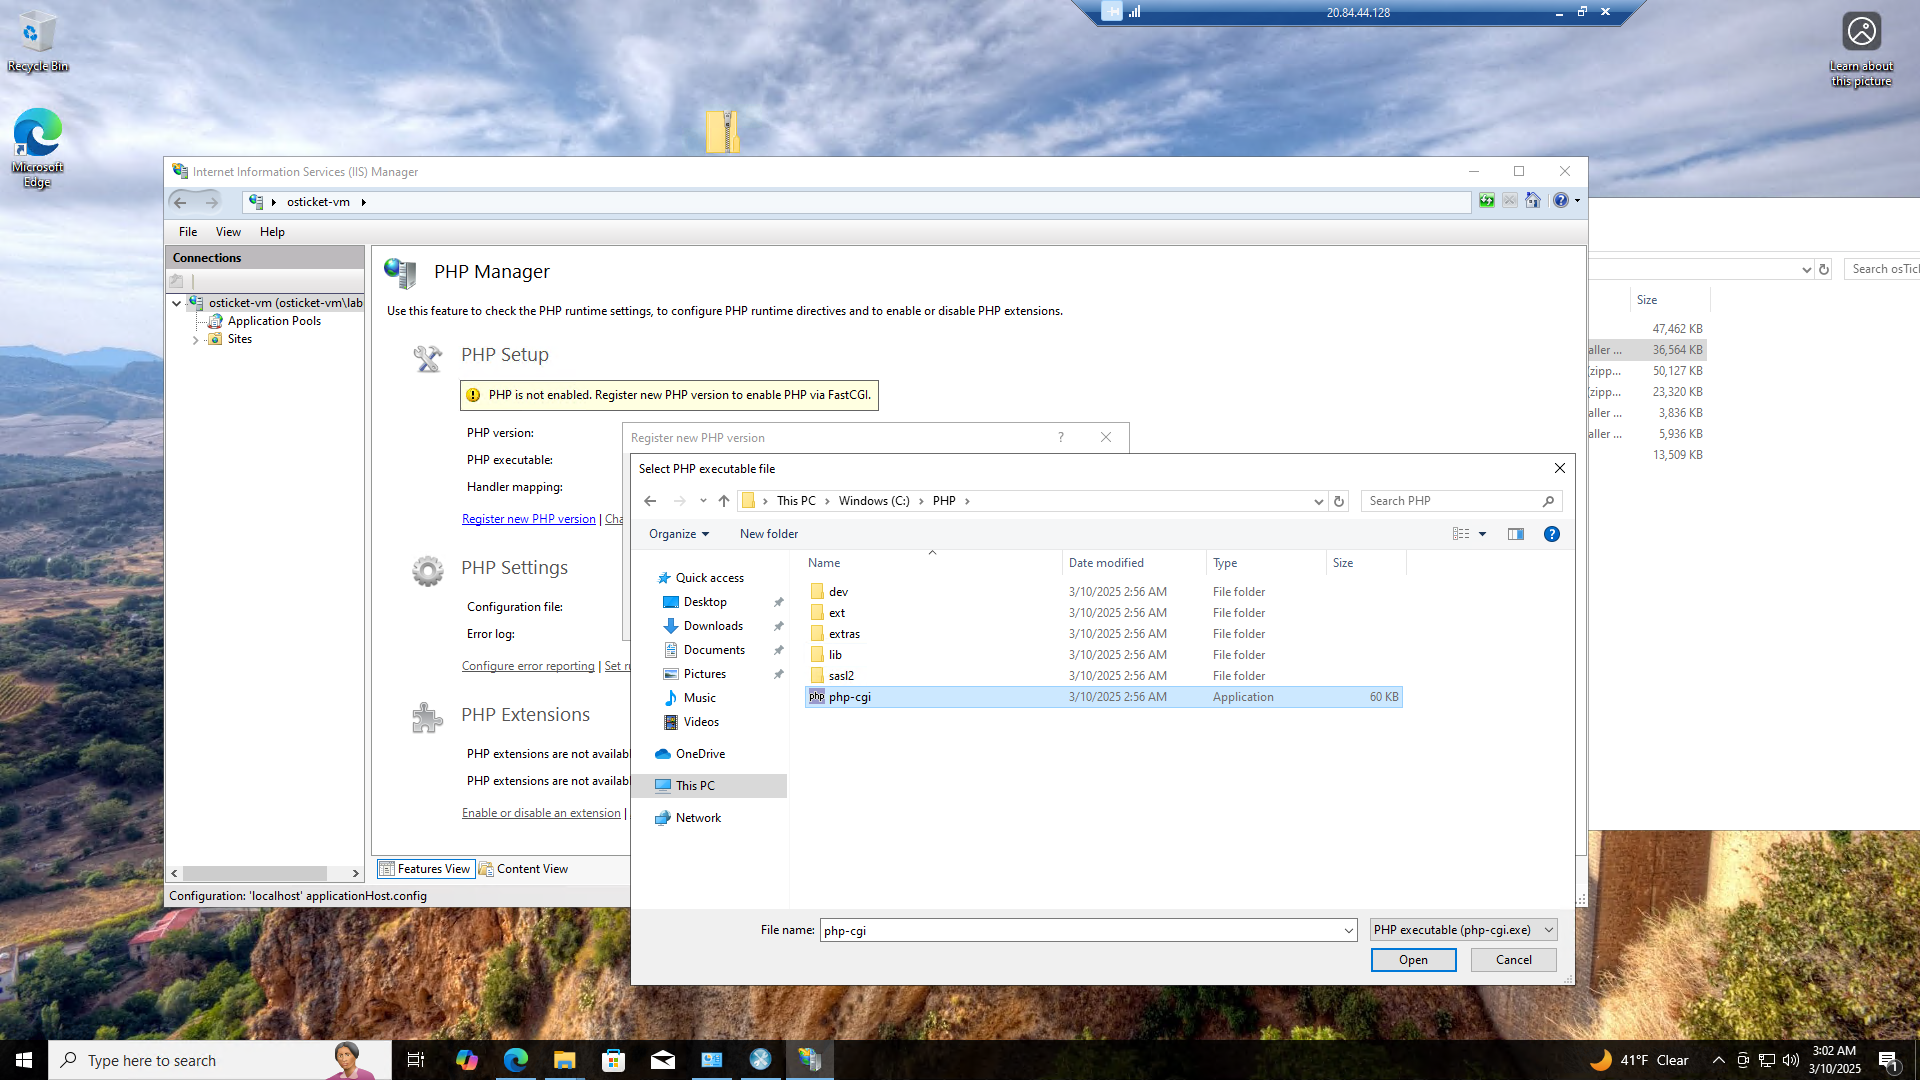 Recycle Bin
Microsoft
Edge
20.84.44.128
Learn about
this picture
Internet Information Services (IIS) Manager
osticket-vm
File View Help
Connections
osticket-vm (osticket-vm\lab
Application Pools
Sites
PHP Manager
Use this feature to check the PHP runtime settings, to configure PHP runtime directives and to enable or disable PHP extensions.
PHP Setup
PHP is not enabled. Register new PHP version to enable PHP via FastCGI.
PHP version:
PHP executable:
Handler mapping:
Register new PHP version | Cha
PHP Settings
Configuration file:
Error log:
Configure error reporting | Set ru
PHP Extensions
PHP extensions are not availab
PHP extensions are not availab
Enable or disable an extension |
Features View Content View
Configuration: 'localhost' applicationHost.config
Search osTick
Size
47,462 KB
aller ... 36,564 KB
(zipp... 50,127 KB
(zipp... 23,320 KB
aller ... 3,836 KB
aller ... 5,936 KB
13,509 KB
Register new PHP version ?
Select PHP executable file
This PC Windows (C:) PHP Search PHP
Organize New folder
Name Date modified Type Size
Quick access
Desktop
Downloads
Documents
Pictures
Music
Videos
OneDrive
This PC
Network
dev 3/10/2025 2:56 AM File folder
ext 3/10/2025 2:56 AM File folder
extras 3/10/2025 2:56 AM File folder
lib 3/10/2025 2:56 AM File folder
sasl2 3/10/2025 2:56 AM File folder
php php-cgi 3/10/2025 2:56 AM Application 60 KB
File name: php-cgi PHP executable (php-cgi.exe)
Open Cancel
Type here to search
41°F Clear
3:02 AM
3/10/2025
1